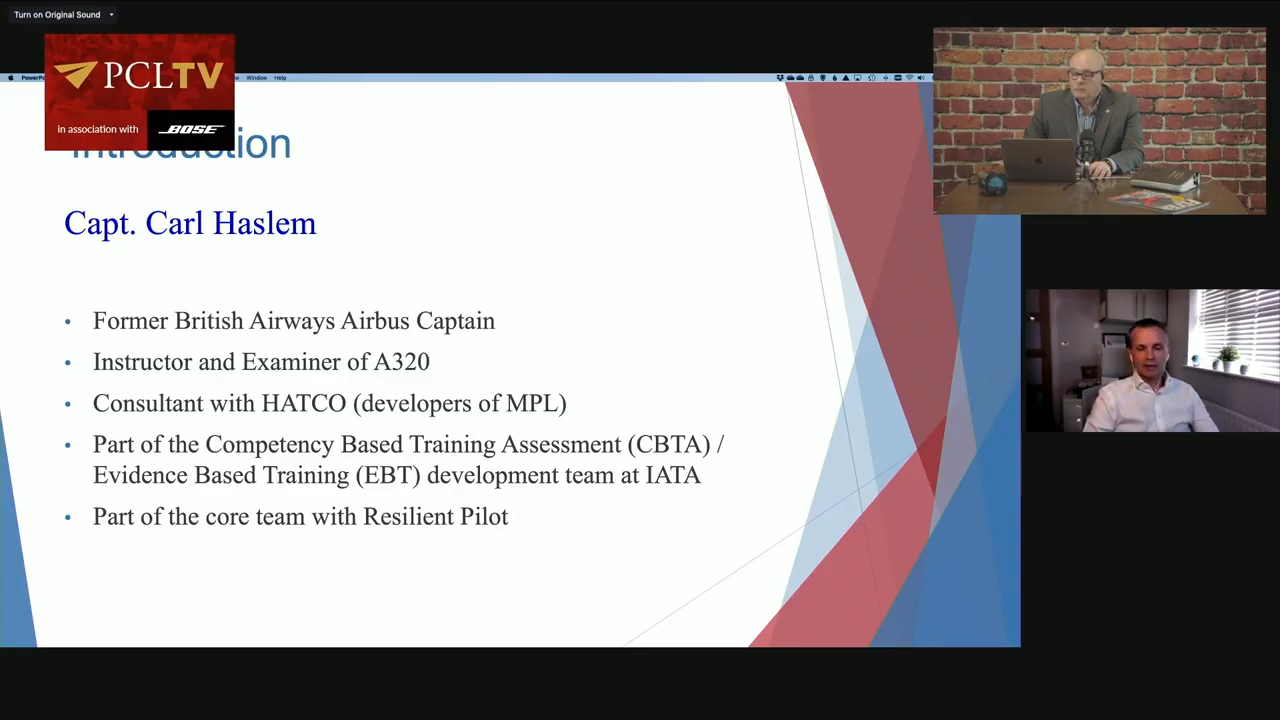 Turn on Original Sound
PCLTV
in association with BOSE
Window Help
Introduction
Capt. Carl Haslem
• Former British Airways Airbus Captain
• Instructor and Examiner of A320
• Consultant with HATCO (developers of MPL)
• Part of the Competency Based Training Assessment (CBTA) /
Evidence Based Training (EBT) development team at IATA
• Part of the core team with Resilient Pilot